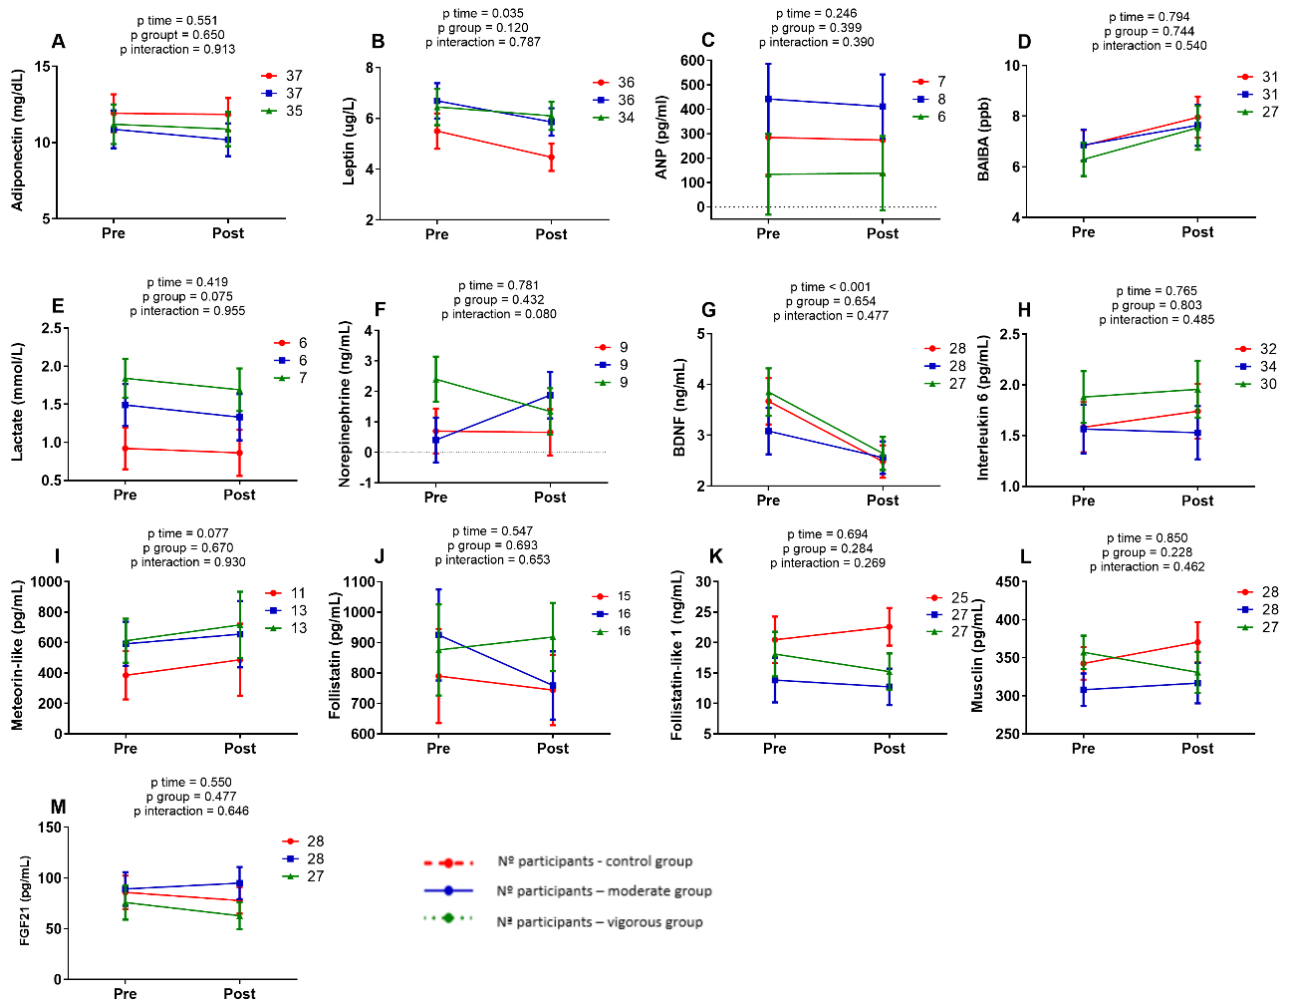 A
p time = 0.551
p groupt = 0.650
p interaction = 0.913
Adiponectin (mg/dL)
15
10
5
Pre
Post
37
37
35
B
p time = 0.035
p group = 0.120
p interaction = 0.787
Leptin (ug/L)
8
6
4
2
Pre
Post
36
36
34
C
p time = 0.246
p group = 0.399
p interaction = 0.390
ANP (pg/ml)
600
500
400
300
200
100
0
Pre
Post
7
8
6
D
p time = 0.794
p group = 0.744
p interaction = 0.540
BAIBA (ppb)
10
8
6
4
Pre
Post
31
31
27
E
p time = 0.419
p group = 0.075
p interaction = 0.955
Lactate (mmol/L)
2.5
2.0
1.5
1.0
0.5
Pre
Post
6
6
7
F
p time = 0.781
p group = 0.432
p interaction = 0.080
Norepinephrine (ng/mL)
4
3
2
1
0
-1
Pre
Post
9
9
9
G
p time < 0.001
p group = 0.654
p interaction = 0.477
BDNF (ng/mL)
5
4
3
2
Pre
Post
28
28
27
H
p time = 0.765
p group = 0.803
p interaction = 0.485
Interleukin 6 (pg/mL)
2.5
2.0
1.5
1.0
Pre
Post
32
34
30
I
p time = 0.077
p group = 0.670
p interaction = 0.930
Meteorin-like (pg/mL)
1000
800
600
400
200
0
Pre
Post
11
13
13
J
p time = 0.547
p group = 0.693
p interaction = 0.653
Follistatin (pg/mL)
1100
1000
900
800
700
600
Pre
Post
15
16
16
K
p time = 0.694
p group = 0.284
p interaction = 0.269
Follistatin-like 1 (ng/mL)
30
25
20
15
10
5
Pre
Post
25
27
27
L
p time = 0.850
p group = 0.228
p interaction = 0.462
Musclin (pg/mL)
450
400
350
300
250
Pre
Post
28
28
27
M
p time = 0.550
p group = 0.477
p interaction = 0.646
FGF21 (pg/mL)
150
100
50
0
Pre
Post
28
28
27
Nº participants - control group
Nº participants – moderate group
Nª participants – vigorous group